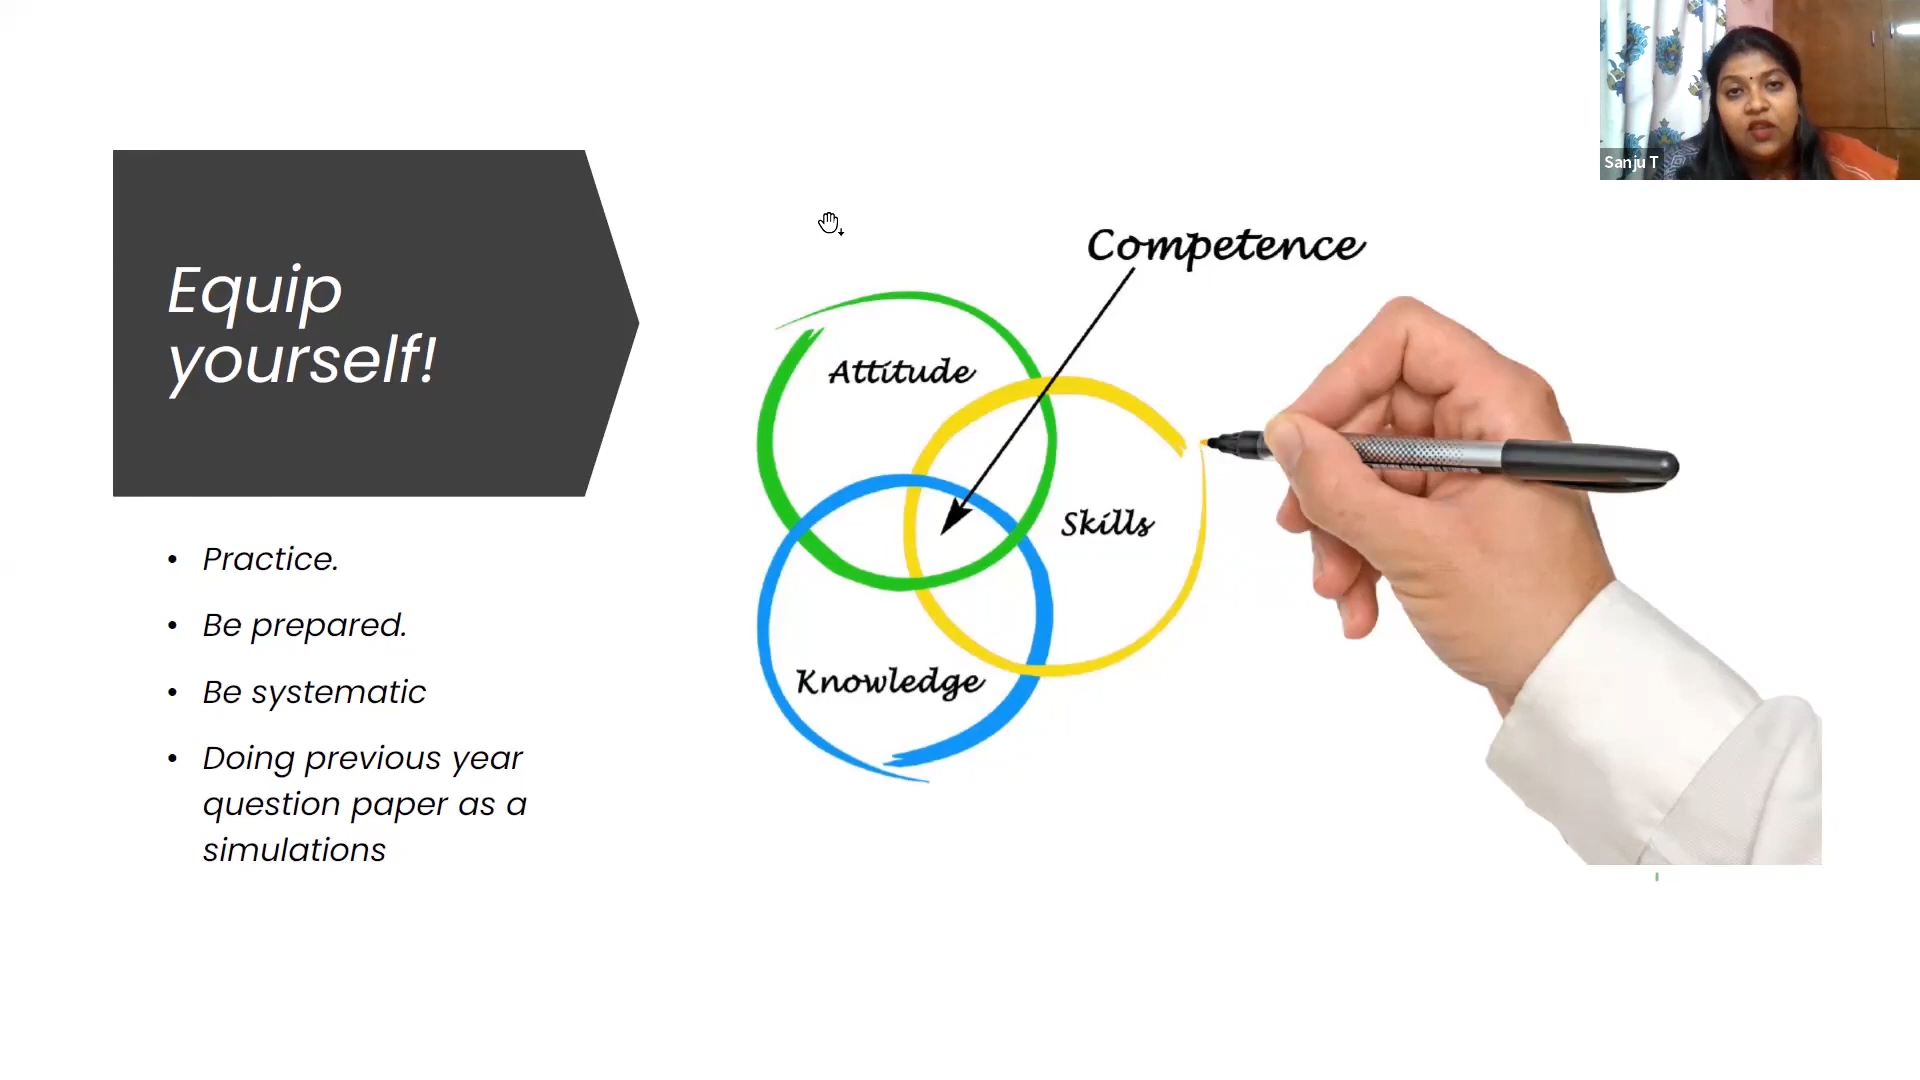 Sanju T
Equip
yourself!
• Practice.
• Be prepared.
• Be systematic
• Doing previous year
question paper as a
simulations
Competence
Attitude
Skills
Knowledge